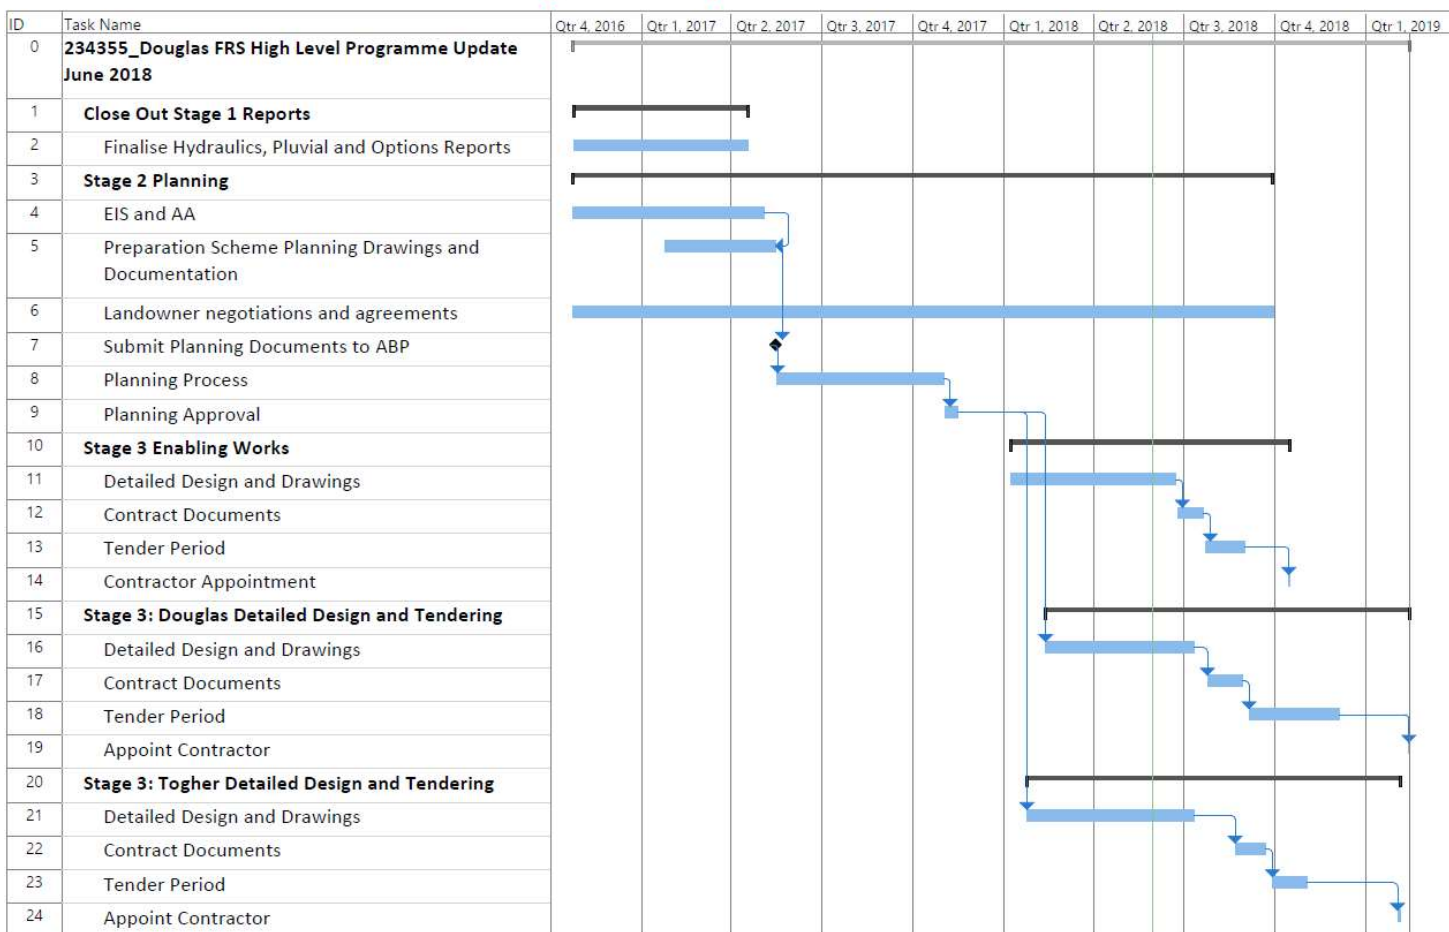 ID Task Name Qtr 4, 2016 Qtr 1, 2017 Qtr 2, 2017 Qtr 3, 2017 Qtr 4, 2017 Qtr 1, 2018 Qtr 2, 2018 Qtr 3, 2018 Qtr 4, 2018 Qtr 1, 2019
0 234355_Douglas FRS High Level Programme Update
June 2018
1 Close Out Stage 1 Reports
2 Finalise Hydraulics, Pluvial and Options Reports
3 Stage 2 Planning
4 EIS and AA
5 Preparation Scheme Planning Drawings and
Documentation
6 Landowner negotiations and agreements
7 Submit Planning Documents to ABP
8 Planning Process
9 Planning Approval
10 Stage 3 Enabling Works
11 Detailed Design and Drawings
12 Contract Documents
13 Tender Period
14 Contractor Appointment
15 Stage 3: Douglas Detailed Design and Tendering
16 Detailed Design and Drawings
17 Contract Documents
18 Tender Period
19 Appoint Contractor
20 Stage 3: Togher Detailed Design and Tendering
21 Detailed Design and Drawings
22 Contract Documents
23 Tender Period
24 Appoint Contractor